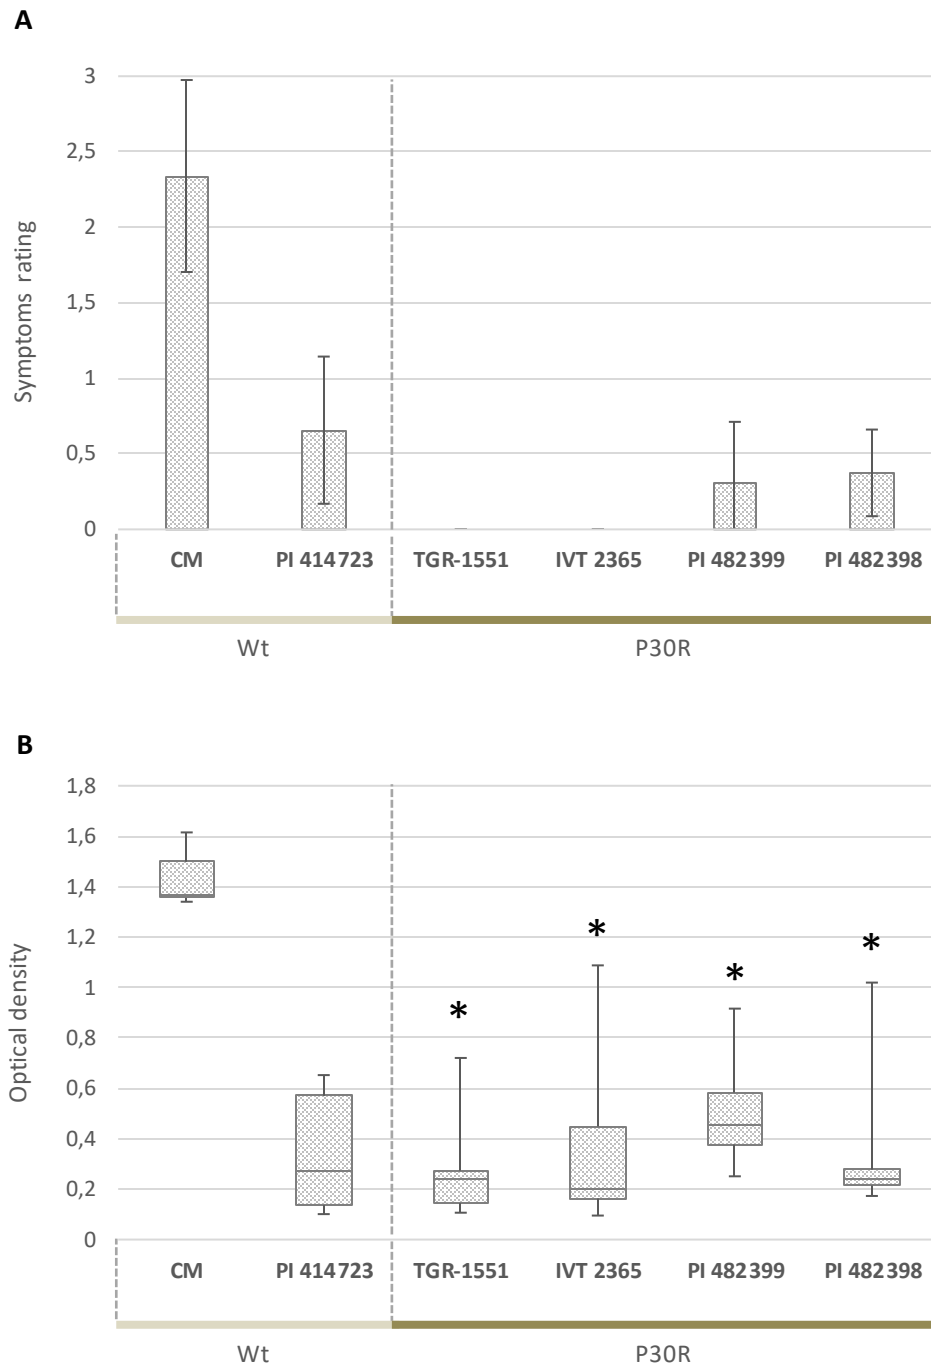 A
3
2,5
2
1,5
1
0,5
0
Symptoms rating
CM PI 414723 TGR-1551 IVT 2365 PI 482399 PI 482398
Wt P30R
B
1,8
1,6
1,4
1,2
1
0,8
0,6
0,4
0,2
0
Optical density
* * * *
CM PI 414723 TGR-1551 IVT 2365 PI 482399 PI 482398
Wt P30R